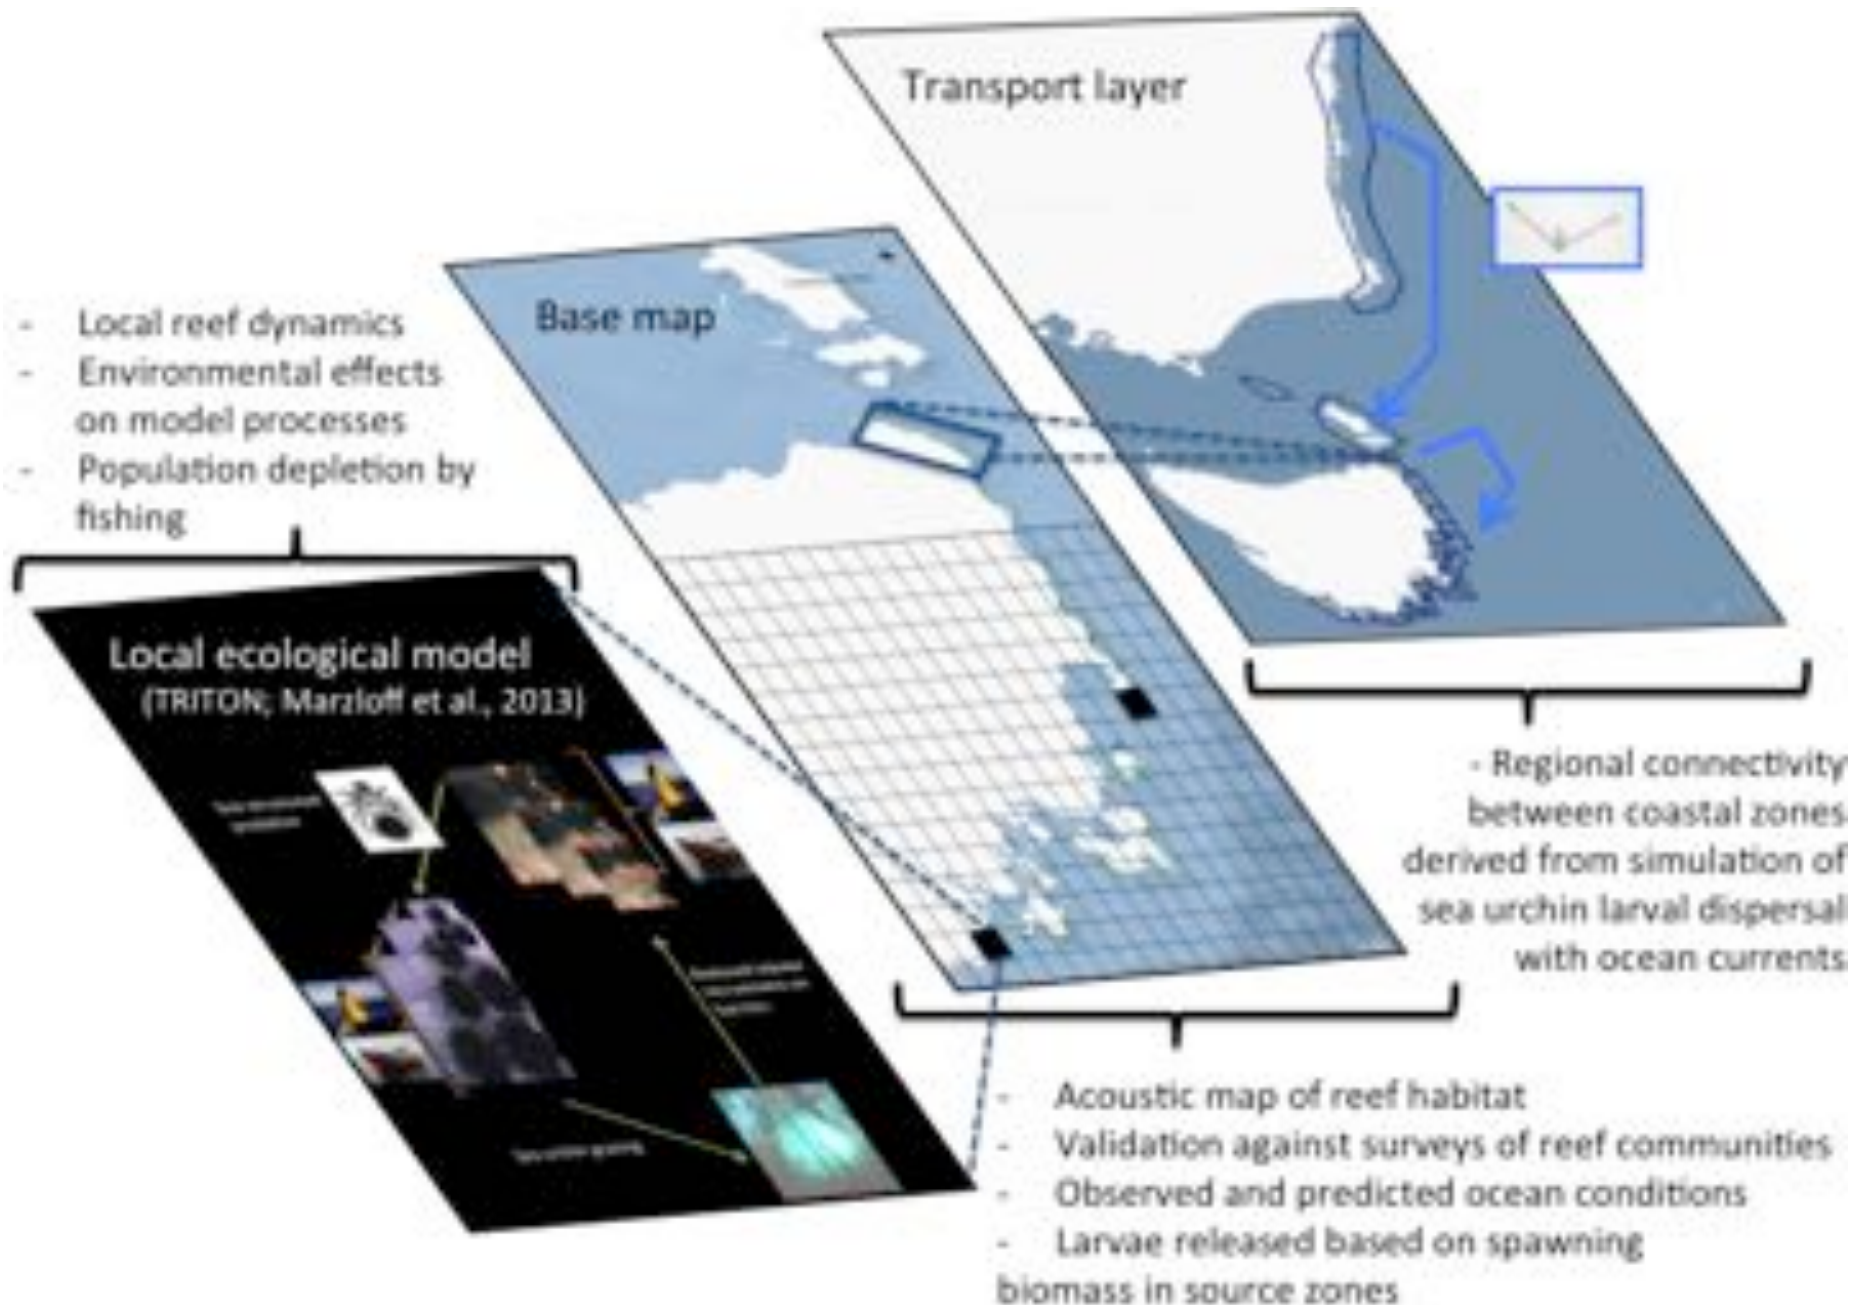 Transport layer
Base map
- Local reef dynamics
- Environmental effects
on model processes
- Population depletion by
fishing
Local ecological model
(TRITON; Marzloff et al., 2013)
- Regional connectivity
between coastal zones
derived from simulation of
sea urchin larval dispersal
with ocean currents
- Acoustic map of reef habitat
- Validation against surveys of reef communities
- Observed and predicted ocean conditions
- Larvae released based on spawning
biomass in source zones